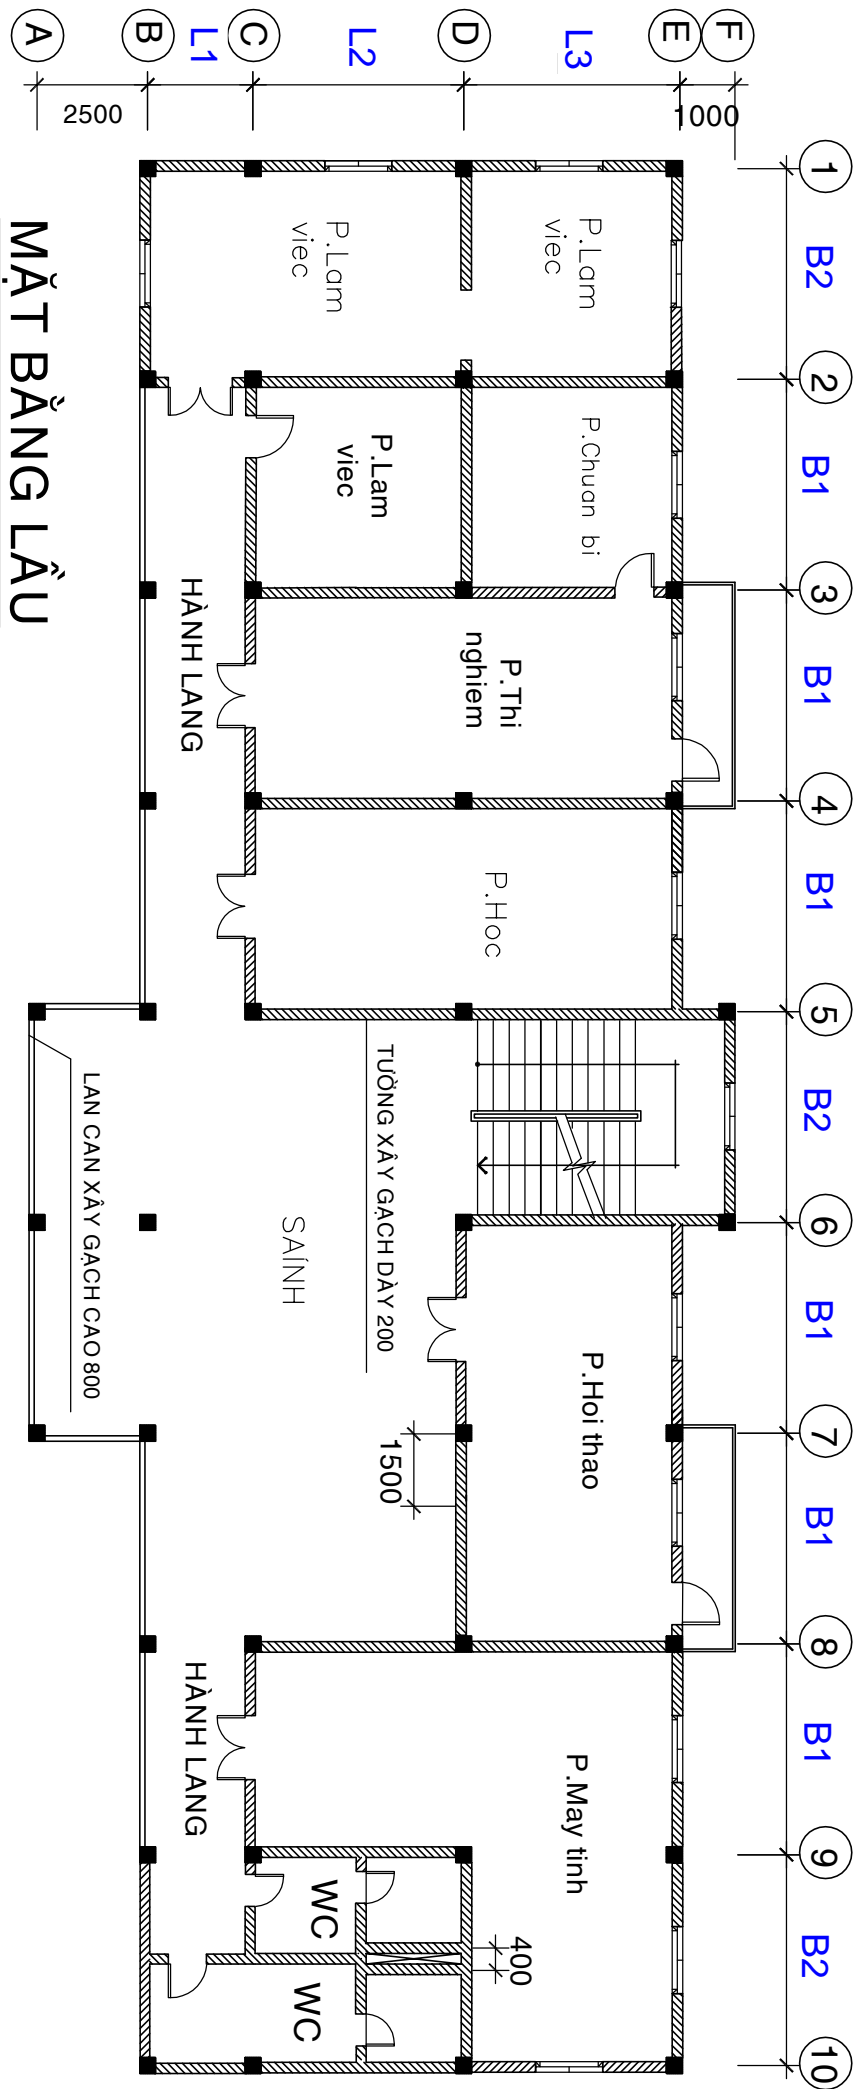 A
B
L1
C
L2
D
L3
E
F
2500
1000
1
B2
2
B1
3
B1
4
B1
5
B2
6
B1
7
B1
8
B1
9
B2
10
P.Lam
viec
P.Lam
viec
P.Chuan bi
P.Lam
viec
P.Thi
nghiem
HÀNH LANG
P.Hoc
TƯỜNG XÂY GẠCH DÀY 200
SAÍNH
LAN CAN XÂY GẠCH CAO 800
P.Hoi thao
1500
P.May tinh
HÀNH LANG
WC
400
WC
MẶT BẰNG LẦU